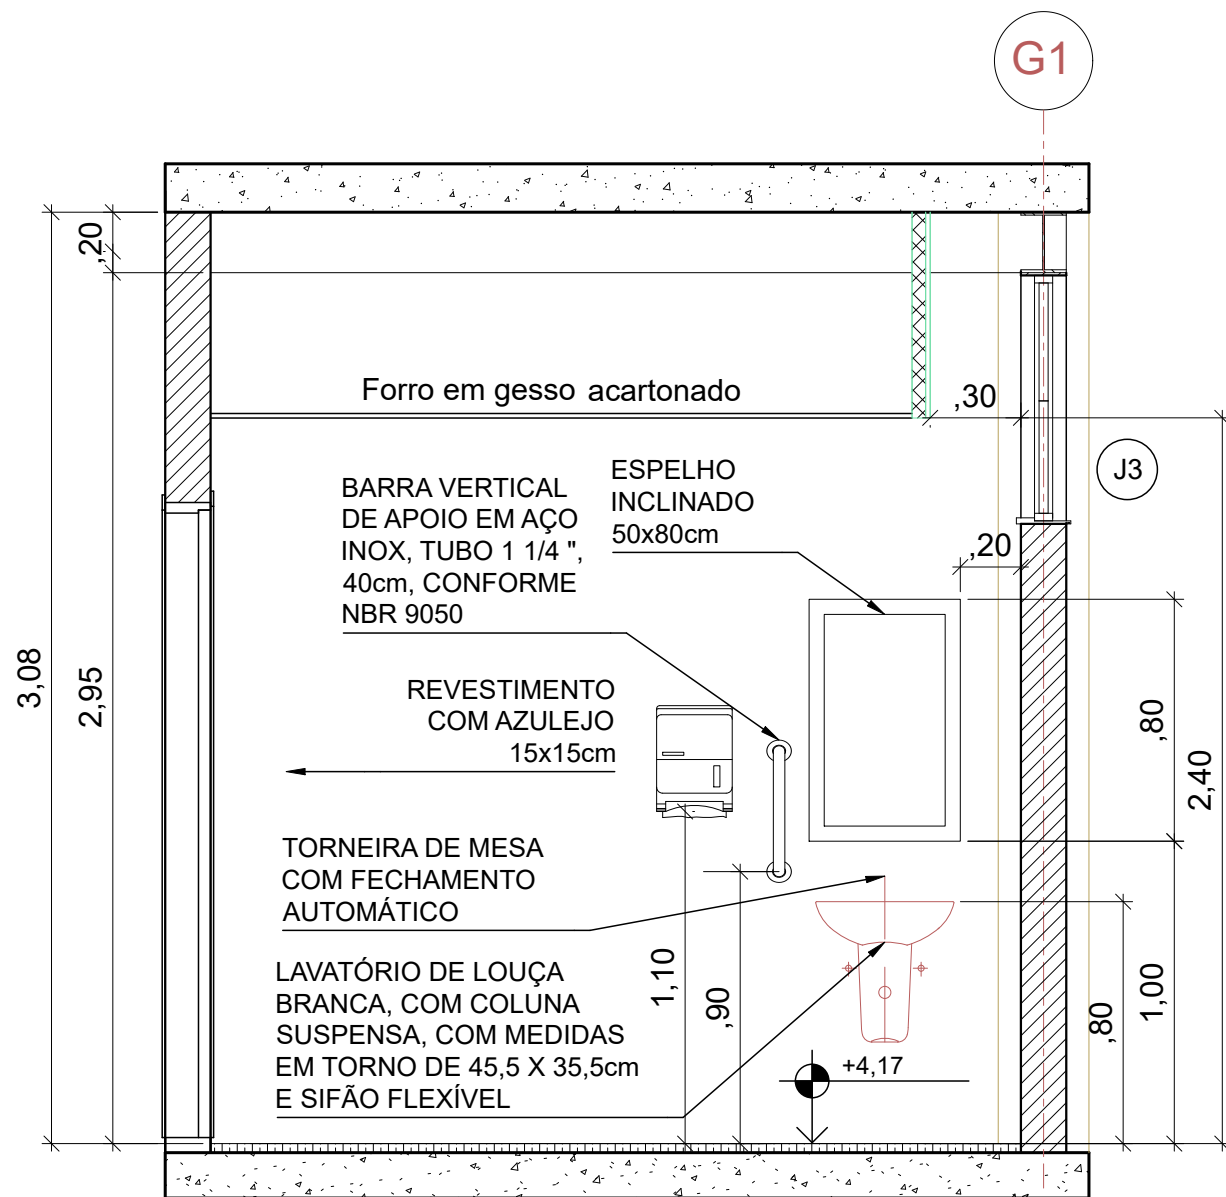 G1
,20
Forro em gesso acartonado
,30
J3
BARRA VERTICAL
DE APOIO EM AÇO
INOX, TUBO 1 1/4 ",
40cm, CONFORME
NBR 9050
ESPELHO
INCLINADO
50x80cm
,20
3,08
2,95
REVESTIMENTO
COM AZULEJO
15x15cm
,80
2,40
TORNEIRA DE MESA
COM FECHAMENTO
AUTOMÁTICO
LAVATÓRIO DE LOUÇA
BRANCA, COM COLUNA
SUSPENSA, COM MEDIDAS
EM TORNO DE 45,5 X 35,5cm
E SIFÃO FLEXÍVEL
1,10
,90
+4,17
,80
1,00